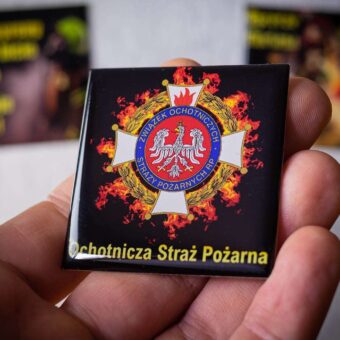 ZWIĄZEK OCHOTNICZYCH
STRAŻY POŻARNYCH RP
Ochotnicza Straż Pożarna